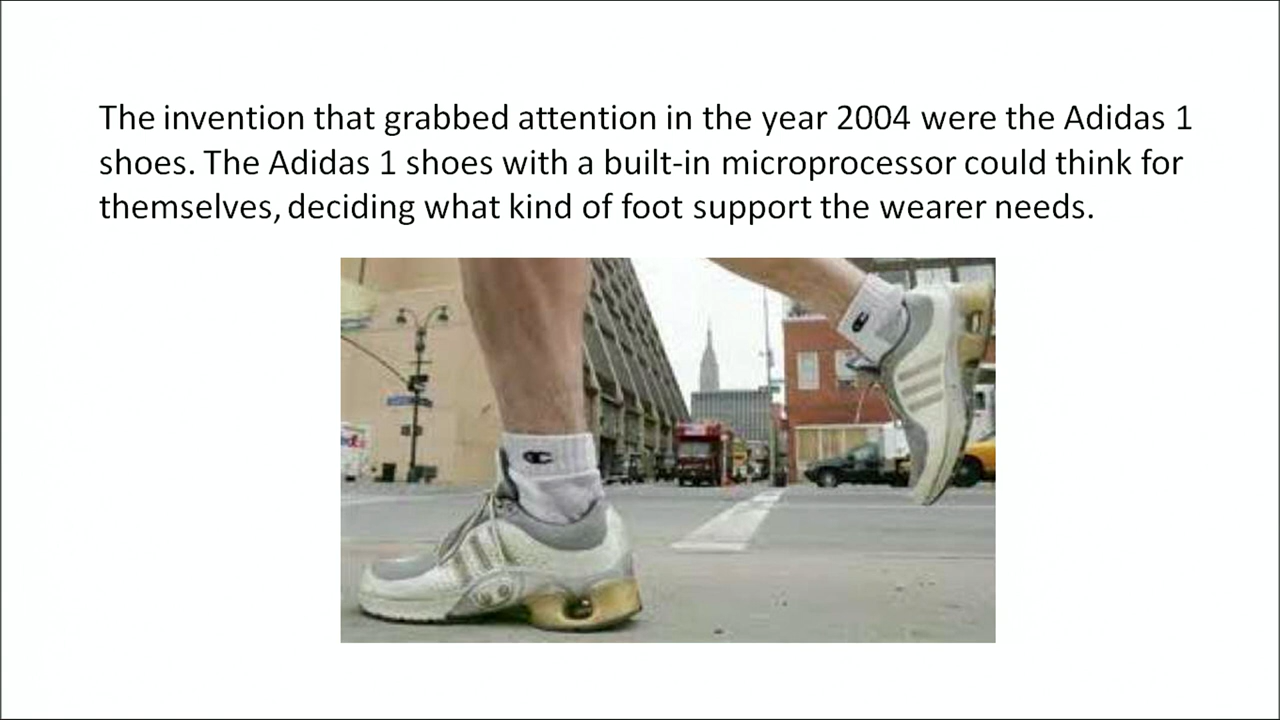 The invention that grabbed attention in the year 2004 were the Adidas 1
shoes. The Adidas 1 shoes with a built-in microprocessor could think for
themselves, deciding what kind of foot support the wearer needs.